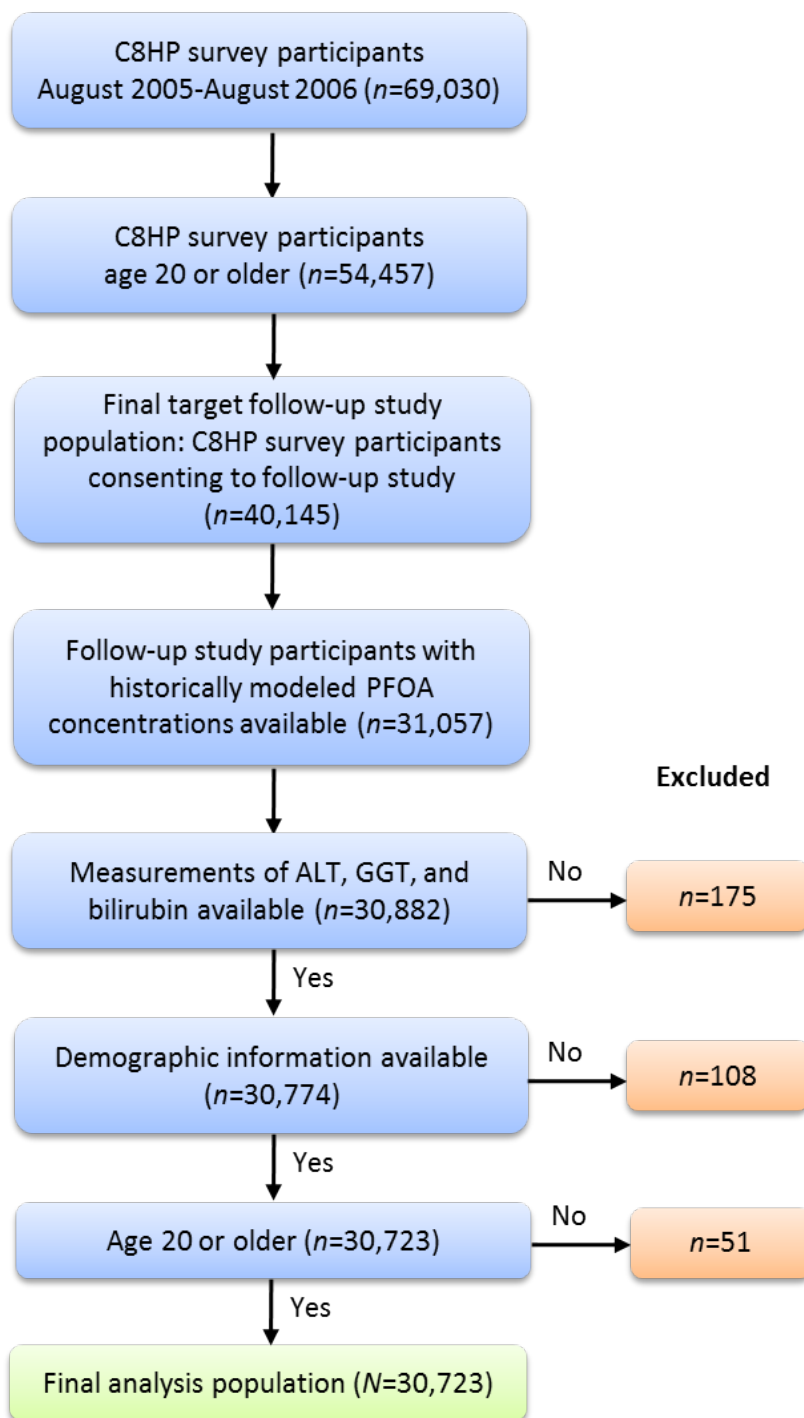 C8HP survey participants
August 2005-August 2006 (n=69,030)
C8HP survey participants
age 20 or older (n=54,457)
Final target follow-up study
population: C8HP survey participants
consenting to follow-up study
(n=40,145)
Follow-up study participants with
historically modeled PFOA
concentrations available (n=31,057)
Excluded
Measurements of ALT, GGT, and
bilirubin available (n=30,882)
No
n=175
Yes
Demographic information available
(n=30,774)
No
n=108
Yes
Age 20 or older (n=30,723)
No
n=51
Yes
Final analysis population (N=30,723)